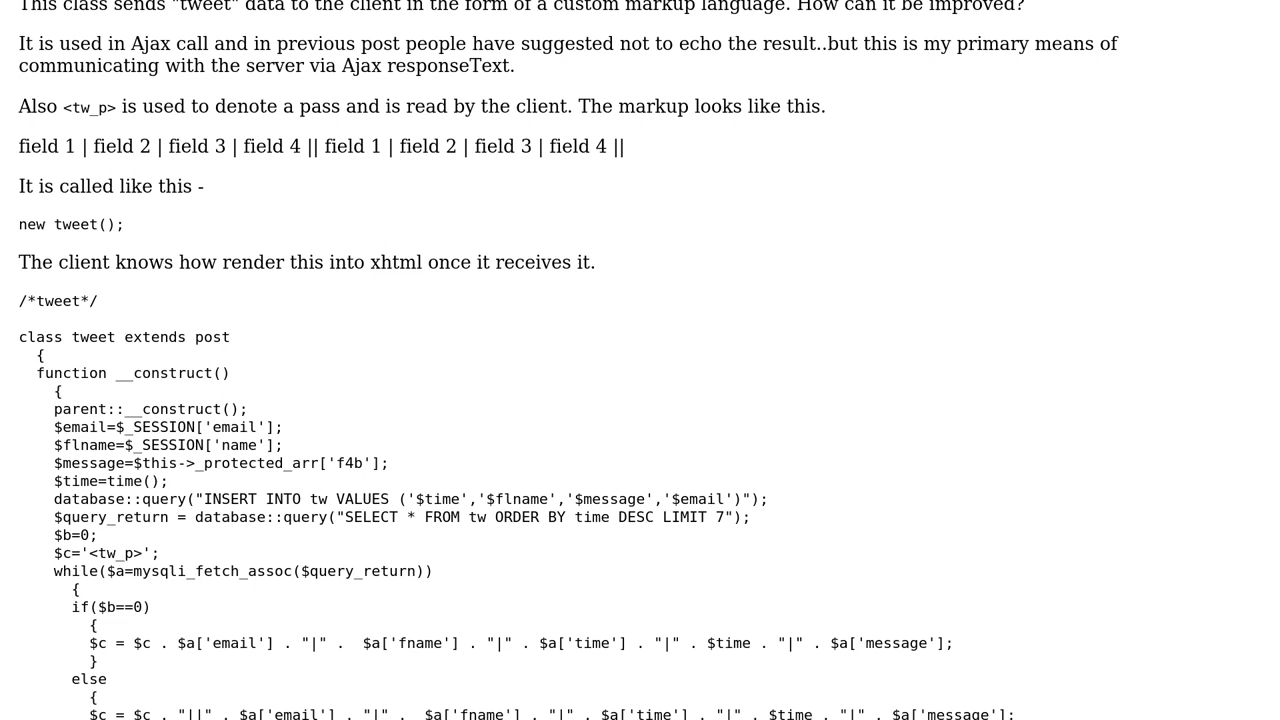 This class sends "tweet" data to the client in the form of a custom markup language. How can it be improved?
It is used in Ajax call and in previous post people have suggested not to echo the result..but this is my primary means of
communicating with the server via Ajax responseText.
Also <tw_p> is used to denote a pass and is read by the client. The markup looks like this.
field 1 | field 2 | field 3 | field 4 || field 1 | field 2 | field 3 | field 4 ||
It is called like this -
new tweet();
The client knows how render this into xhtml once it receives it.
/*tweet*/
class tweet extends post
{
function __construct()
{
parent::__construct();
$email=$_SESSION['email'];
$flname=$_SESSION['name'];
$message=$this->_protected_arr['f4b'];
$time=time();
database::query("INSERT INTO tw VALUES ('$time','$flname','$message','$email')");
$query_return = database::query("SELECT * FROM tw ORDER BY time DESC LIMIT 7");
$b=0;
$c='<tw_p>';
while($a=mysqli_fetch_assoc($query_return))
{
if($b==0)
{
$c = $c . $a['email'] . "|" .  $a['fname'] . "|" . $a['time'] . "|" . $time . "|" . $a['message'];
}
else
{
$c = $c . "||" . $a['email'] . "|" .  $a['fname'] . "|" . $a['time'] . "|" . $time . "|" . $a['message'];